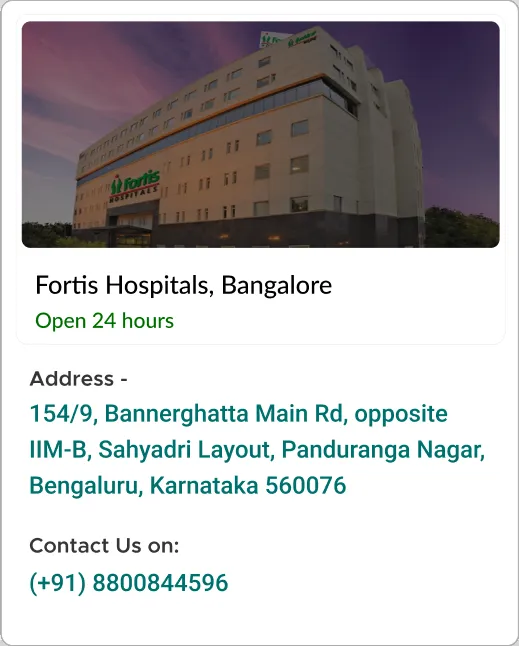 Fortis
HOSPITALS
Fortis Hospitals, Bangalore
Open 24 hours
Address -
154/9, Bannerghatta Main Rd, opposite
IIM-B, Sahyadri Layout, Panduranga Nagar,
Bengaluru, Karnataka 560076
Contact Us on:
(+91) 8800844596